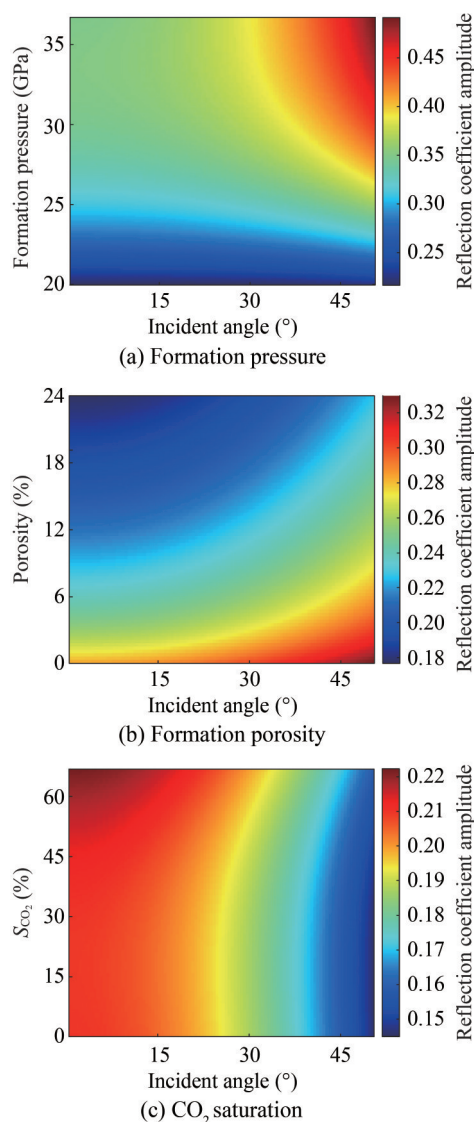 35
30
25
20
Formation pressure (GPa)
15 30 45
Incident angle (°)
0.45
0.40
0.35
0.30
0.25
Reflection coefficient amplitude
(a) Formation pressure
24
18
12
6
0
Porosity (%)
15 30 45
Incident angle (°)
0.32
0.30
0.28
0.26
0.24
0.22
0.20
0.18
Reflection coefficient amplitude
(b) Formation porosity
60
45
30
15
0
S_CO₂ (%)
15 30 45
Incident angle (°)
0.22
0.21
0.20
0.19
0.18
0.17
0.16
0.15
Reflection coefficient amplitude
(c) CO₂ saturation